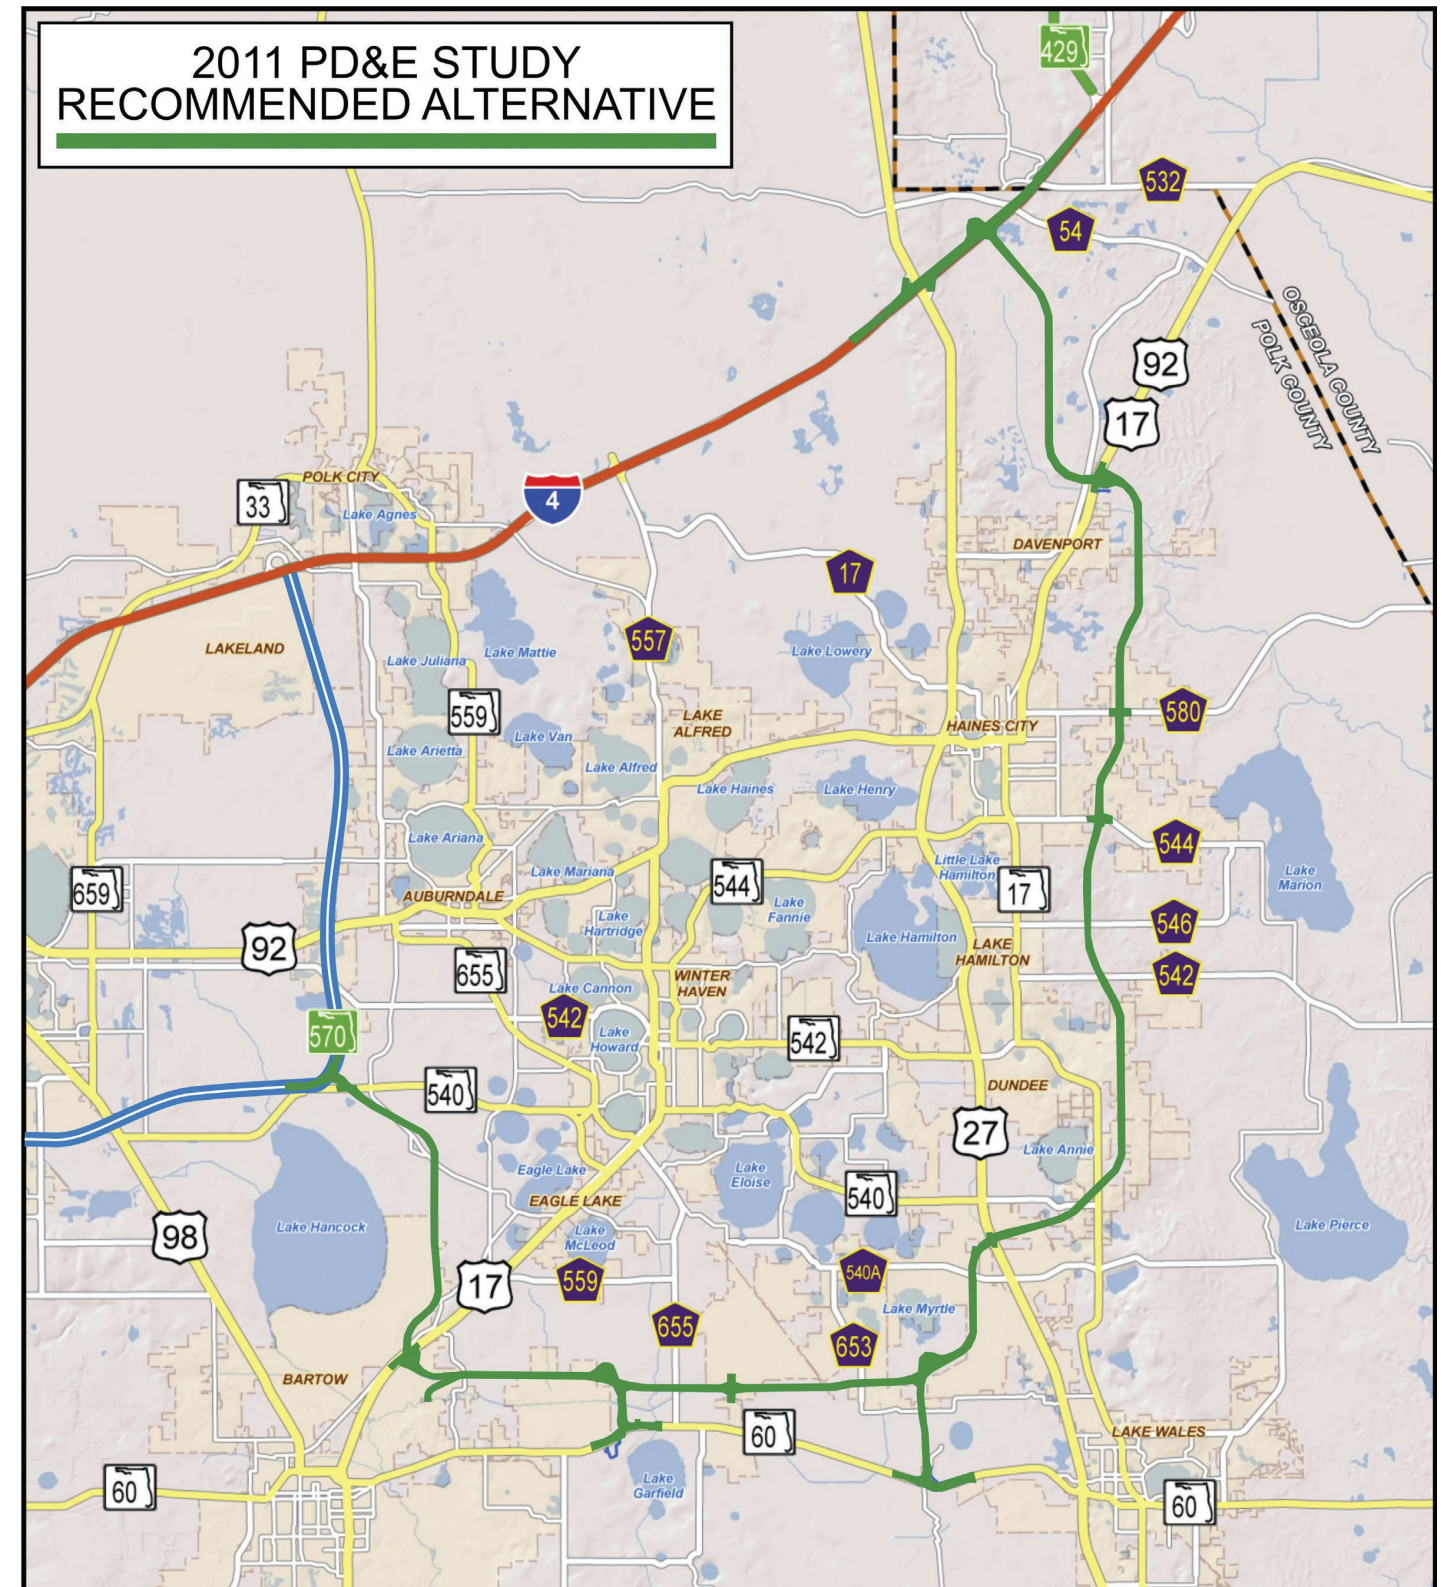 2011 PD&E STUDY
RECOMMENDED ALTERNATIVE
429
532
54
OSCEOLA COUNTY
POLK COUNTY
92
17
POLK CITY
33
Lake Agnes
4
DAVENPORT
17
LAKELAND
557
Lake Juliana
Lake Mattie
Lake Lowery
559
LAKE
ALFRED
580
HAINES CITY
Lake Van
Lake Arietta
Lake Alfred
Lake Haines
Lake Henry
Lake Ariana
544
Little Lake
Hamilton
Lake Mariana
544
Lake
Marion
659
AUBURNDALE
17
Lake
Fannie
Lake
Hartridge
546
92
Lake Hamilton
LAKE
HAMILTON
655
WINTER
HAVEN
542
Lake Cannon
542
570
Lake
Howard
542
540
DUNDEE
27
Lake Annie
Eagle Lake
Lake
Eloise
EAGLE LAKE
540
Lake Hancock
98
Lake
McLeod
Lake Pierce
17
559
540A
Lake Myrtle
655
653
BARTOW
60
LAKE WALES
60
Lake
Garfield
60